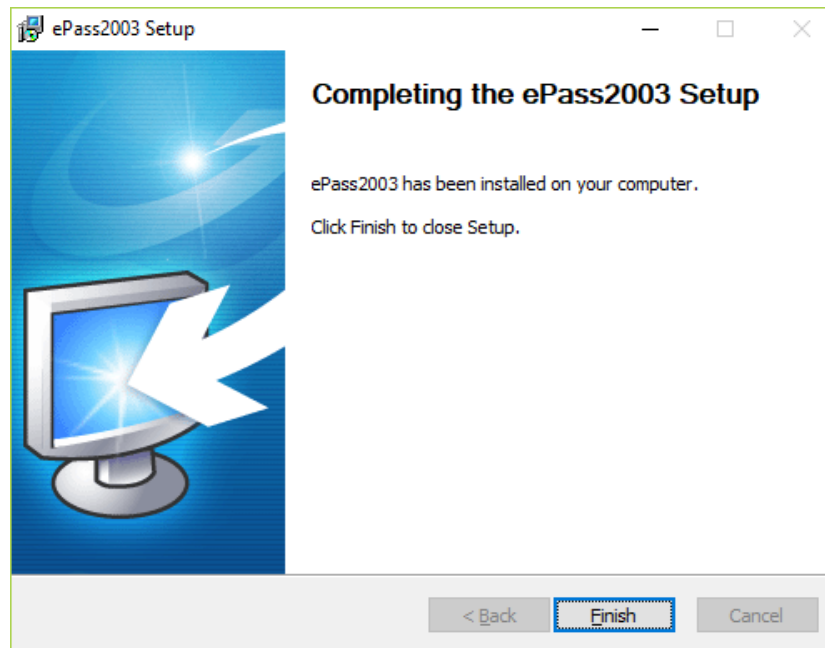 ePass2003 Setup
Completing the ePass2003 Setup
ePass2003 has been installed on your computer.
Click Finish to close Setup.
< Back
Finish
Cancel